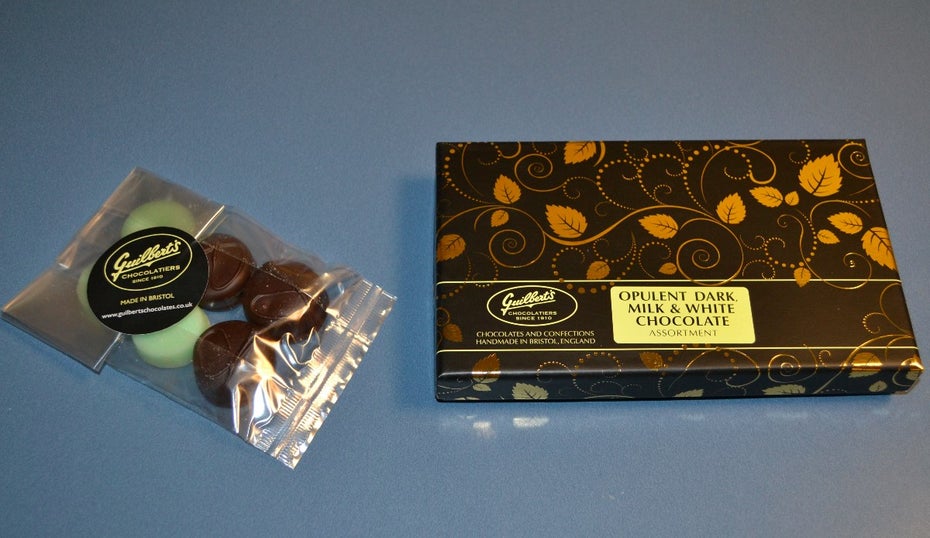 Guilbert's
CHOCOLATIERS
SINCE 1910
MADE IN BRISTOL
www.guilbertschocolates.co.uk
Guilbert's
CHOCOLATIERS
SINCE 1910
CHOCOLATES AND CONFECTIONS
HANDMADE IN BRISTOL, ENGLAND
OPULENT DARK,
MILK & WHITE
CHOCOLATE
ASSORTMENT